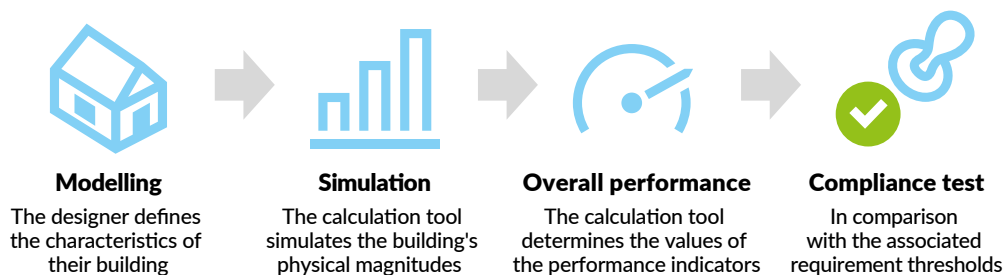 Modelling
The designer defines
the characteristics of
their building
Simulation
The calculation tool
simulates the building's
physical magnitudes
Overall performance
The calculation tool
determines the values of
the performance indicators
Compliance test
In comparison
with the associated
requirement thresholds